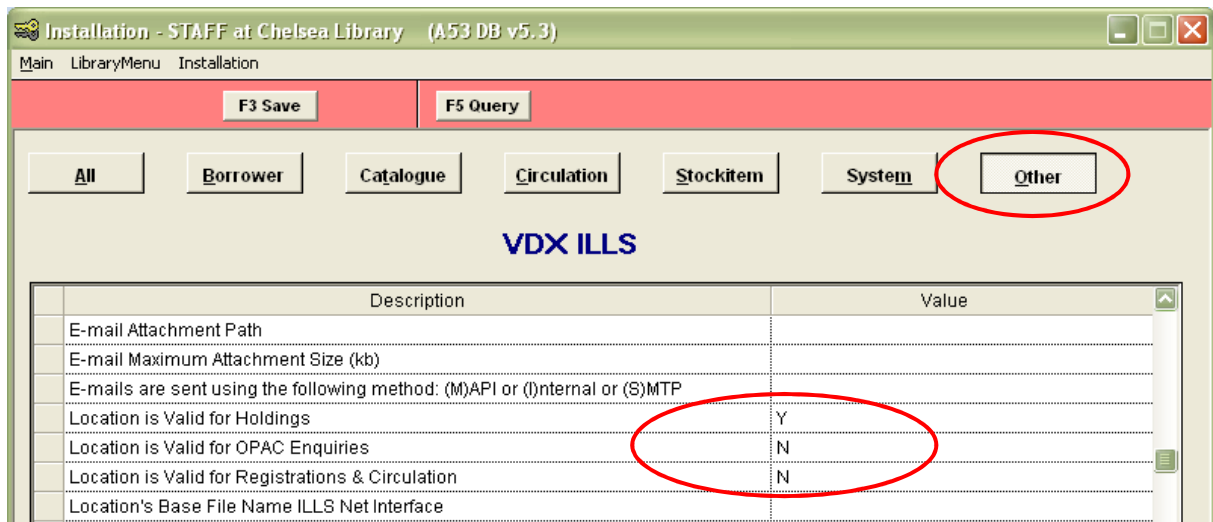 Installation - STAFF at Chelsea Library (A53 DB v5.3)
Main LibraryMenu Installation
F3 Save F5 Query
All Borrower Catalogue Circulation Stockitem System Other
VDX ILLS
Description Value
E-mail Attachment Path
E-mail Maximum Attachment Size (kb)
E-mails are sent using the following method: (M)API or (I)nternal or (S)MTP
Location is Valid for Holdings Y
Location is Valid for OPAC Enquiries N
Location is Valid for Registrations & Circulation N
Location's Base File Name ILLS Net Interface